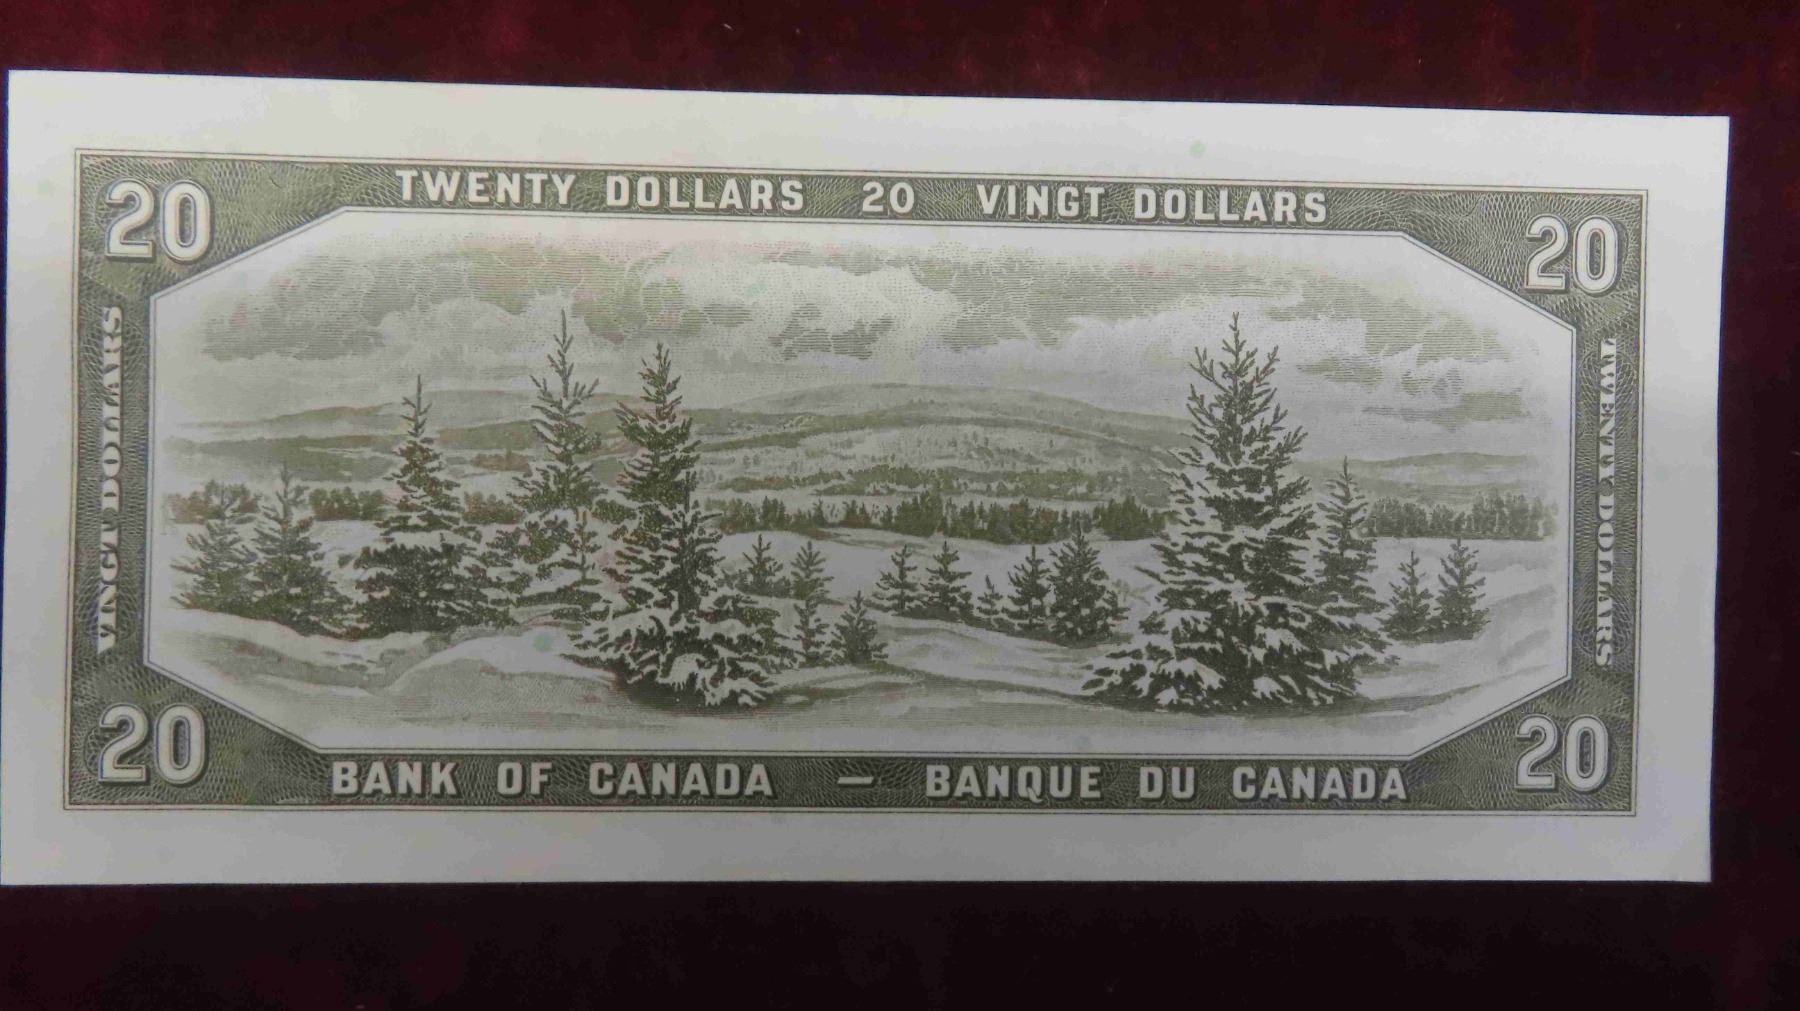 20 TWENTY DOLLARS 20 VINGT DOLLARS 20
VINGT DOLLARS
TWENTY DOLLARS
20 BANK OF CANADA — BANQUE DU CANADA 20